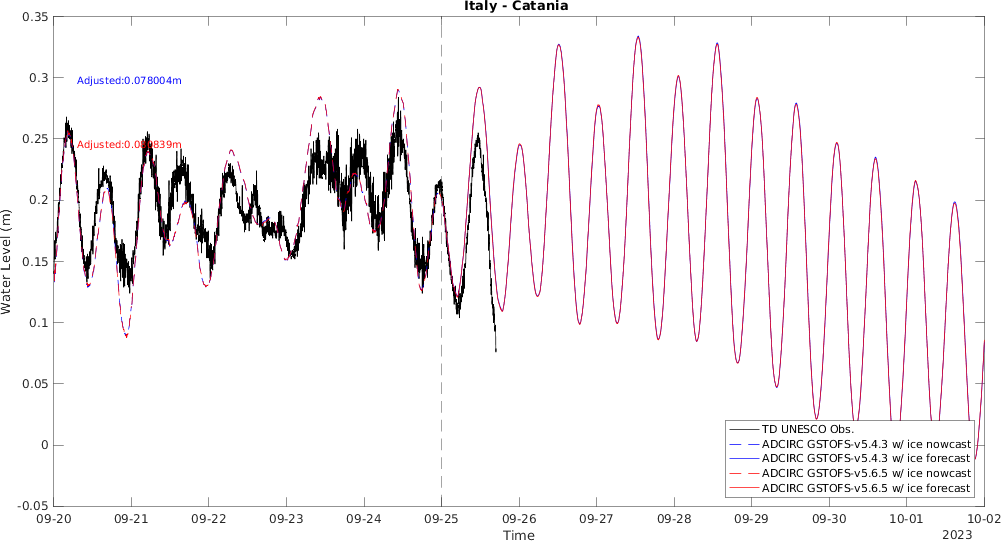 Italy - Catania
0.35
0.3
0.25
0.2
0.15
0.1
0.05
0
-0.05
Water Level (m)
Adjusted:0.078004m
TD UNESCO Obs.
ADCIRC GSTOFS-v5.4.3 w/ ice nowcast
ADCIRC GSTOFS-v5.4.3 w/ ice forecast
ADCIRC GSTOFS-v5.6.5 w/ ice nowcast
ADCIRC GSTOFS-v5.6.5 w/ ice forecast
09-20 09-21 09-22 09-23 09-24 09-25 09-26 09-27 09-28 09-29 09-30 10-01 10-02
Time
2023